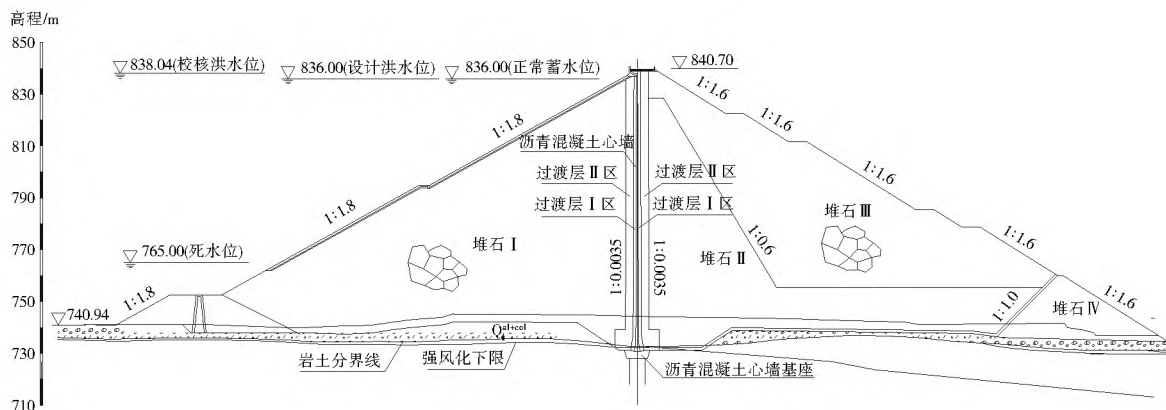 高程/m
850
838.04(校核洪水位)
836.00(设计洪水位)
836.00(正常蓄水位)
840.70
830
1:1.6
1:1.8
1:1.6
810
沥青混凝土心墙
过渡层Ⅱ区
过渡层Ⅱ区
1:1.6
790
1:1.8
过渡层Ⅰ区
过渡层Ⅰ区
堆石Ⅲ
770
765.00(死水位)
堆石Ⅰ
1:0.0035
1:0.0035
堆石Ⅱ
1:0.6
1:1.6
750
1:1.8
1:1.0
堆石Ⅳ
1:1.6
740.94
Qal+col
730
岩土分界线
强风化下限
沥青混凝土心墙基座
710